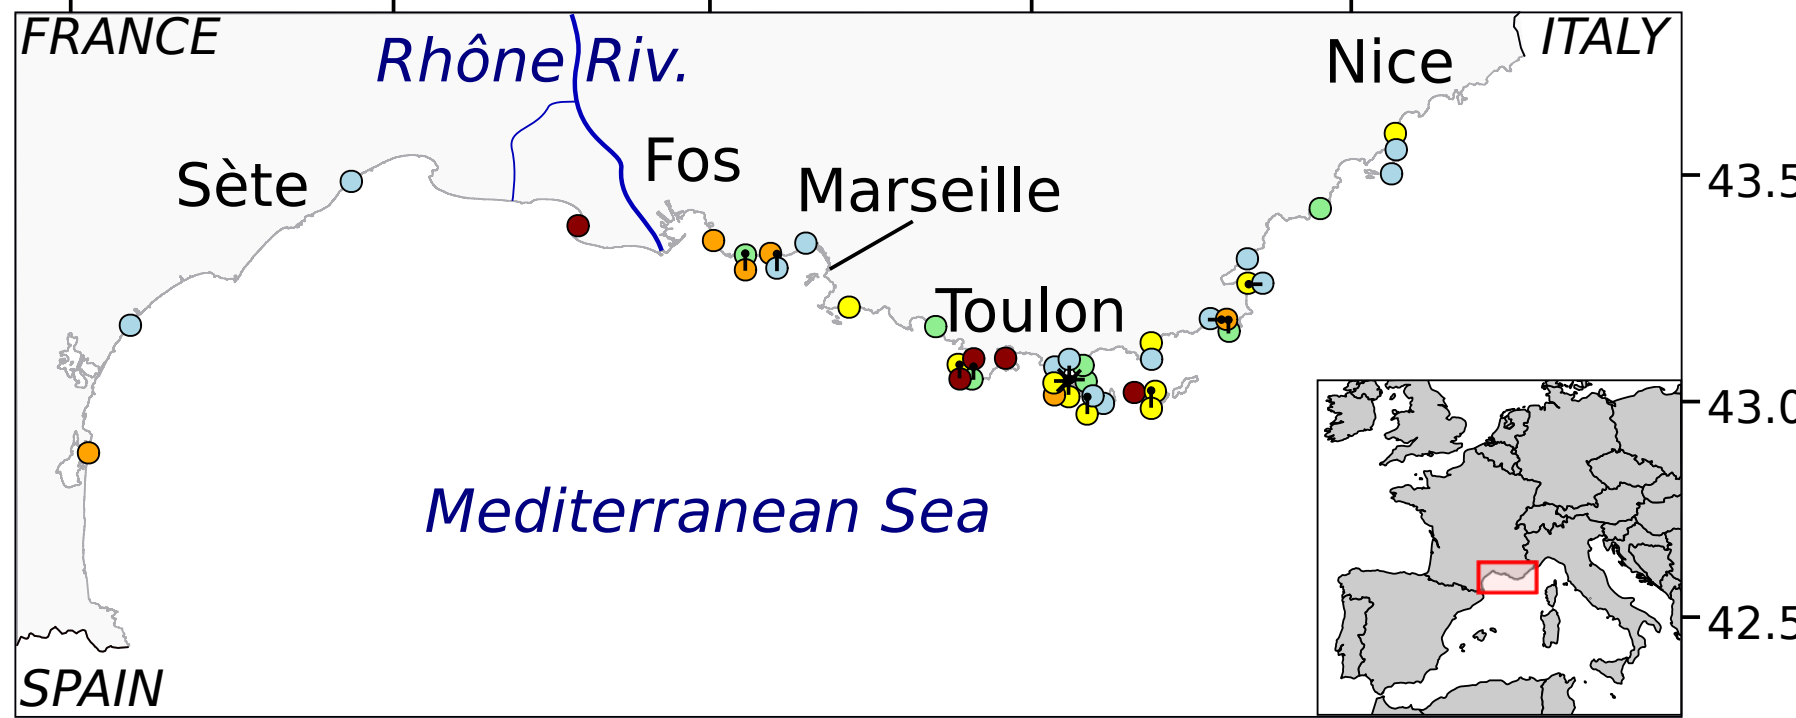 FRANCE
Rhône Riv.
ITALY
Nice
Fos
Sète
Marseille
43.5
Toulon
43.0
Mediterranean Sea
42.5
SPAIN